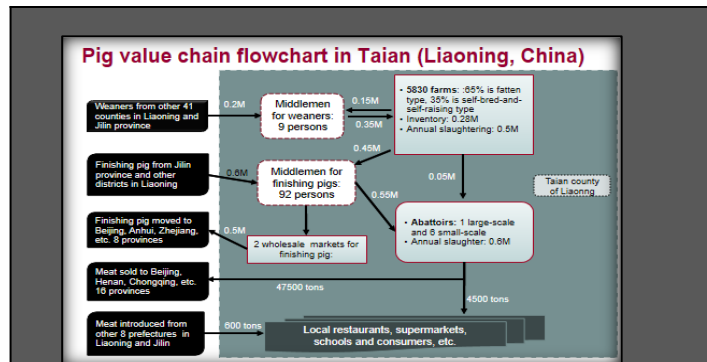 Pig value chain flowchart in Taian (Liaoning, China)
Weaners from other 41
counties in Liaoning and
Jilin province
0.2M
Middlemen
for weaners:
9 persons
0.15M
0.35M
• 5830 farms: :65% is fatten
type, 35% is self-bred-and-
self-raising type
• Inventory: 0.28M
• Annual slaughtering: 0.5M
Finishing pig from Jilin
province and other
districts in Liaoning
0.6M
Middlemen for
finishing pigs:
92 persons
0.45M
0.05M
0.55M
Taian county
of Liaonng
Finishing pig moved to
Beijing, Anhui, Zhejiang,
etc. 8 provinces
0.5M
2 wholesale markets for
finishing pig:
• Abattoirs: 1 large-scale
and 6 small-scale
• Annual slaughter: 0.6M
Meat sold to Beijing,
Henan, Chongqing, etc.
16 provinces
47500 tons
4500 tons
Meat introduced from
other 8 prefectures in
Liaoning and Jilin
600 tons
Local restaurants, supermarkets,
schools and consumers, etc.